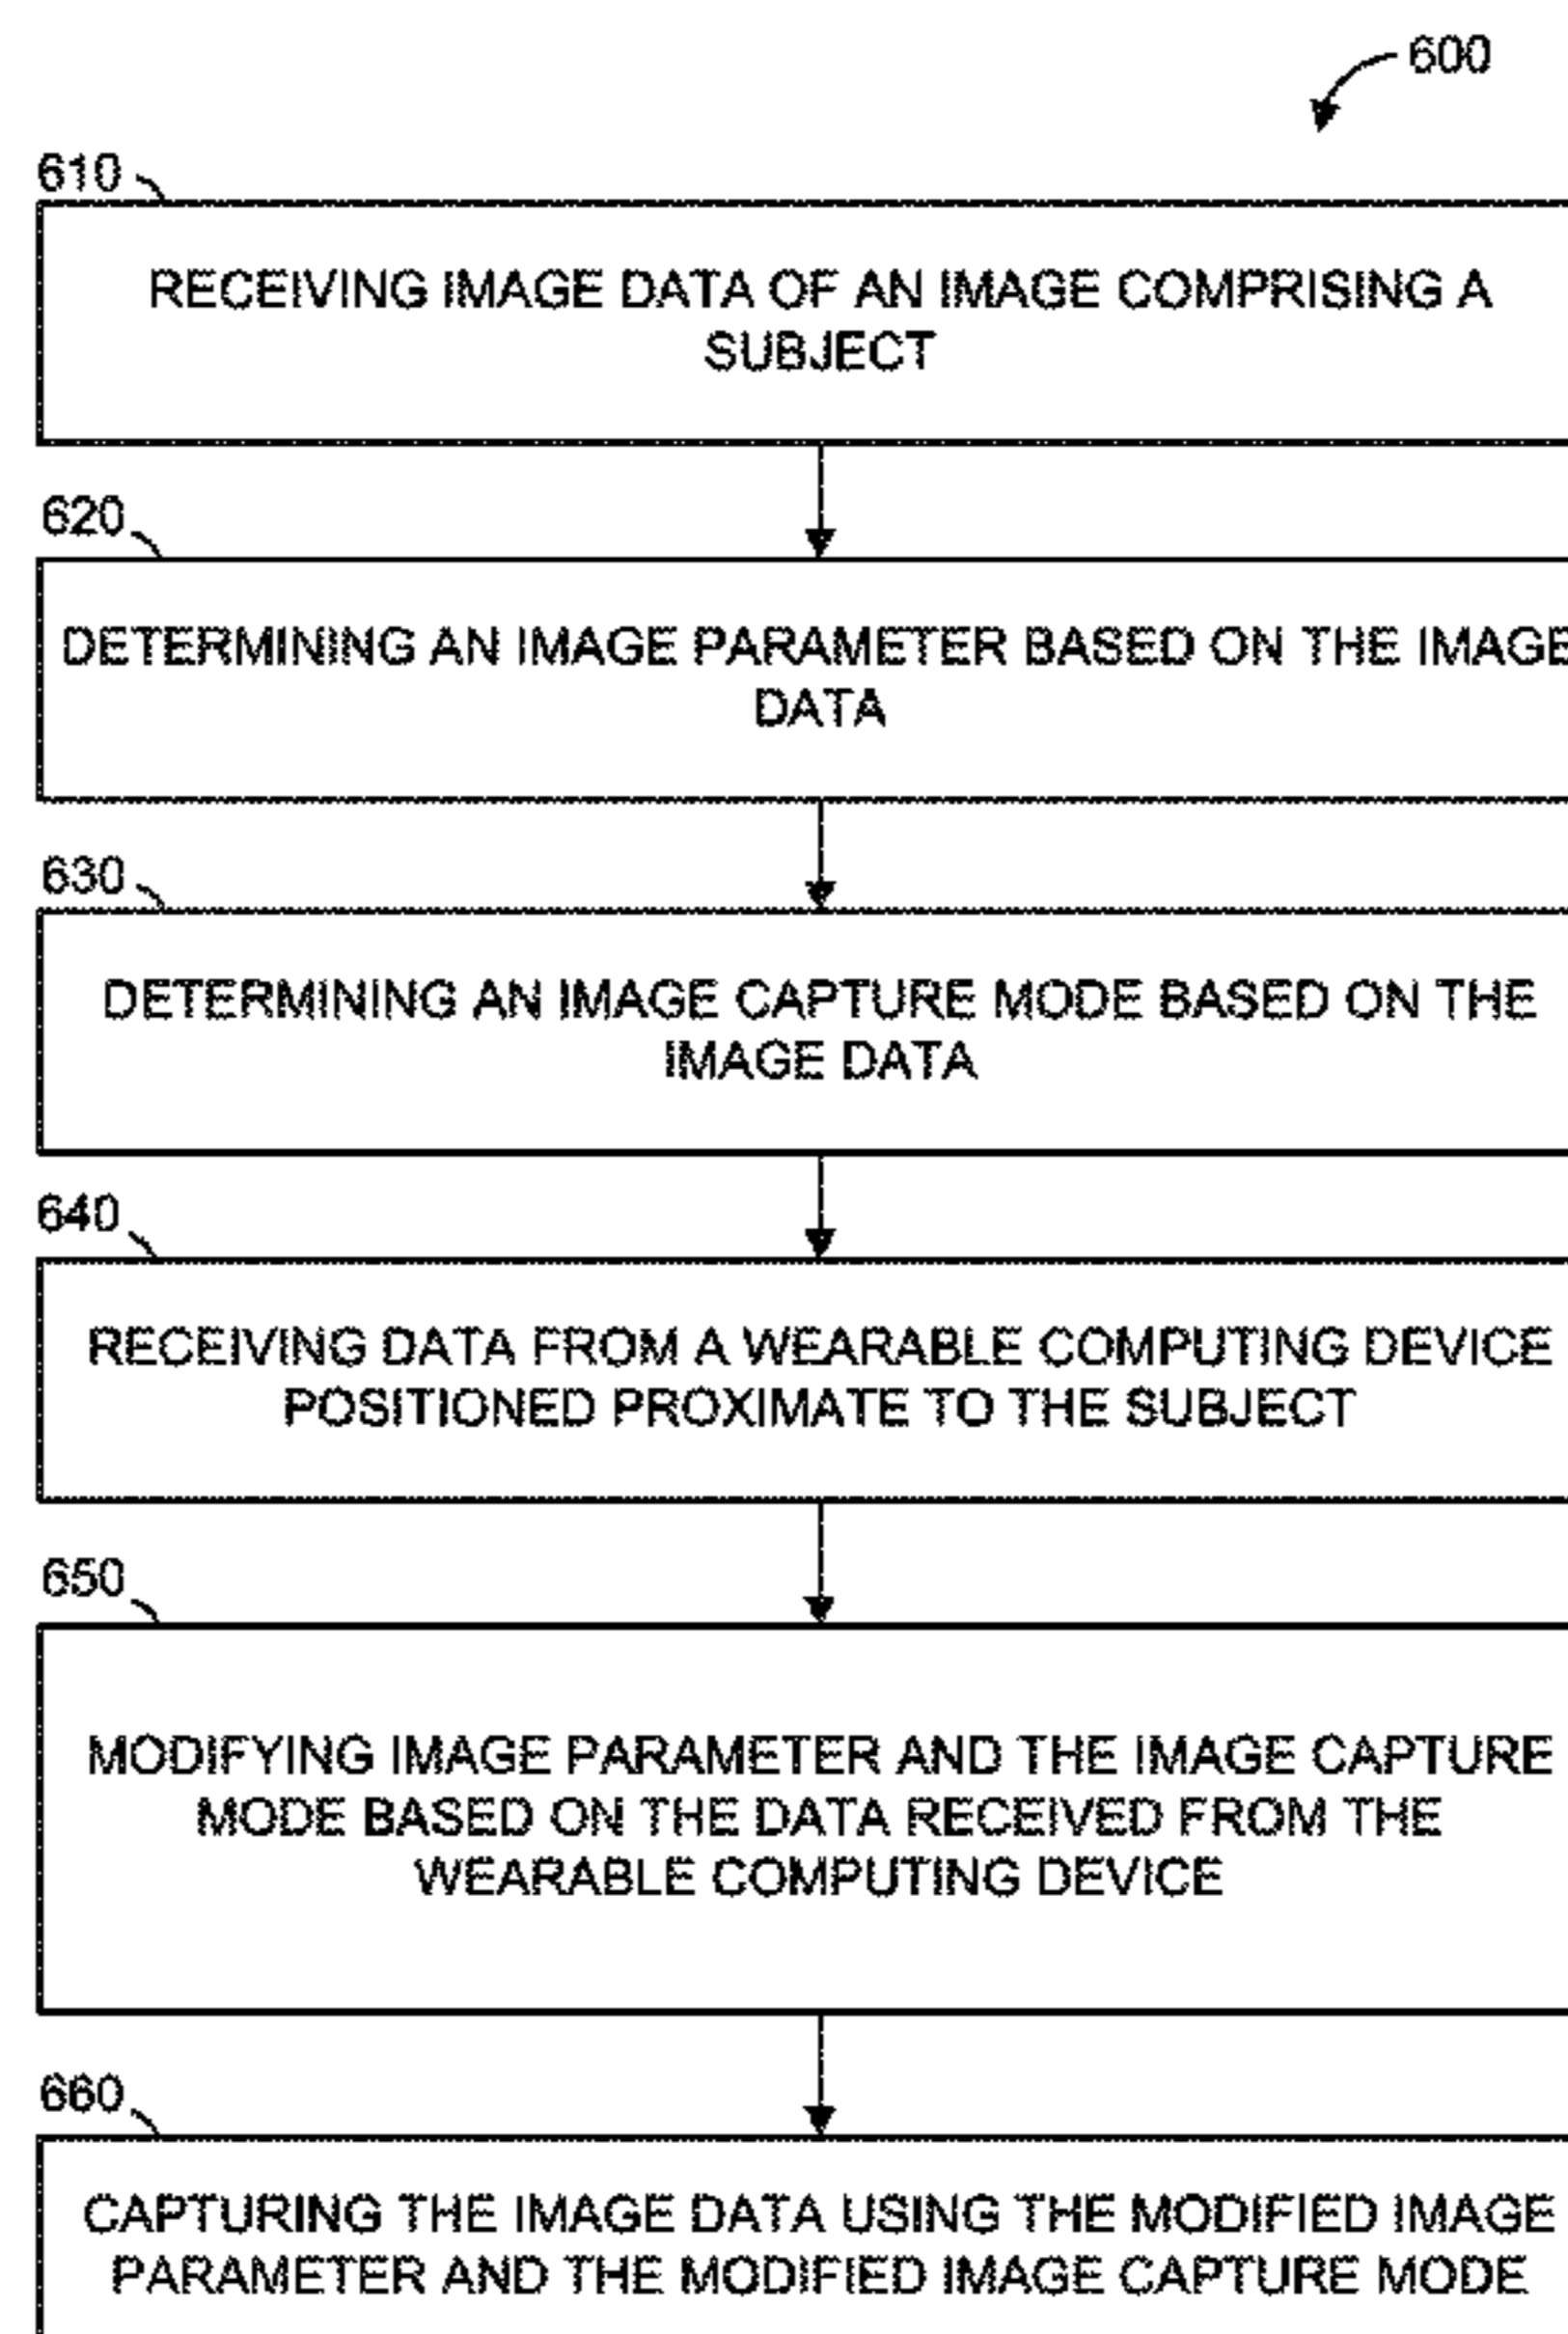 600
610
RECEIVING IMAGE DATA OF AN IMAGE COMPRISING A
SUBJECT
620
DETERMINING AN IMAGE PARAMETER BASED ON THE IMAGE
DATA
630
DETERMINING AN IMAGE CAPTURE MODE BASED ON THE
IMAGE DATA
640
RECEIVING DATA FROM A WEARABLE COMPUTING DEVICE
POSITIONED PROXIMATE TO THE SUBJECT
650
MODIFYING IMAGE PARAMETER AND THE IMAGE CAPTURE
MODE BASED ON THE DATA RECEIVED FROM THE
WEARABLE COMPUTING DEVICE
660
CAPTURING THE IMAGE DATA USING THE MODIFIED IMAGE
PARAMETER AND THE MODIFIED IMAGE CAPTURE MODE